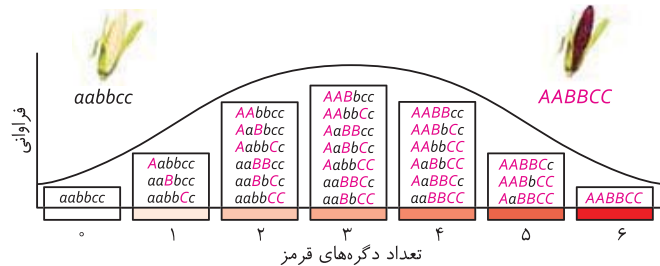 aabbcc
AABBCC
فراوانی
aabbcc
Aabbcc
aaBbcc
aabbCc
AAbbcc
AaBbcc
AabbCc
aaBBcc
aaBbCc
aabbCC
AABbcc
AAbbCc
AaBBcc
AaBbCc
AabbCC
aaBBCc
aaBbCC
AABBcc
AABbCc
AAbbCC
AaBbCC
AaBBCc
aaBBCC
AABBCc
AABbCC
AaBBCC
AABBCC
۰ ۱ ۲ ۳ ۴ ۵ ۶
تعداد دگره‌های قرمز